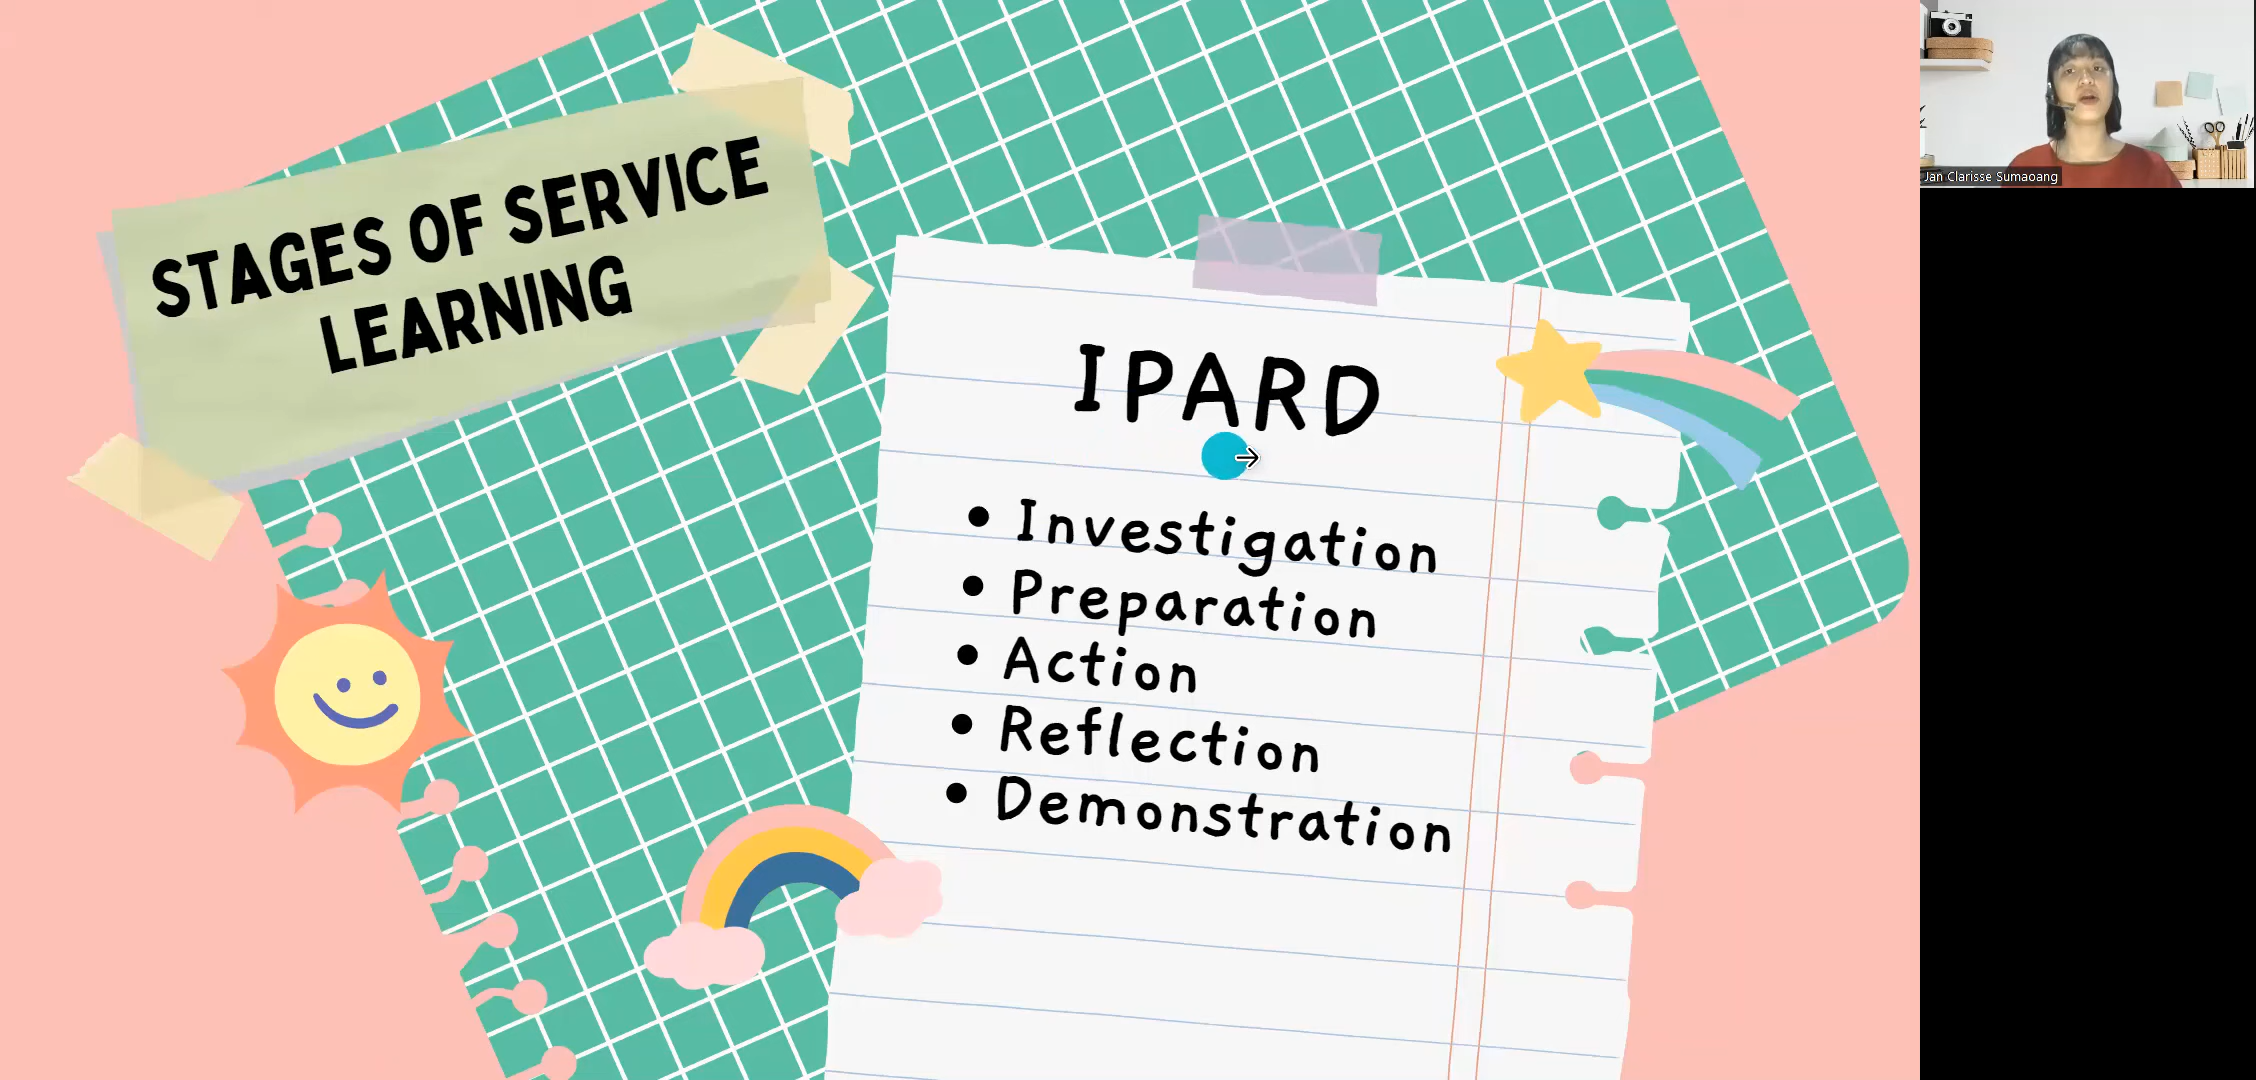 STAGES OF SERVICE
LEARNING
IPARD
• Investigation
• Preparation
• Action
• Reflection
• Demonstration
Jan Clarisse Sumaoang